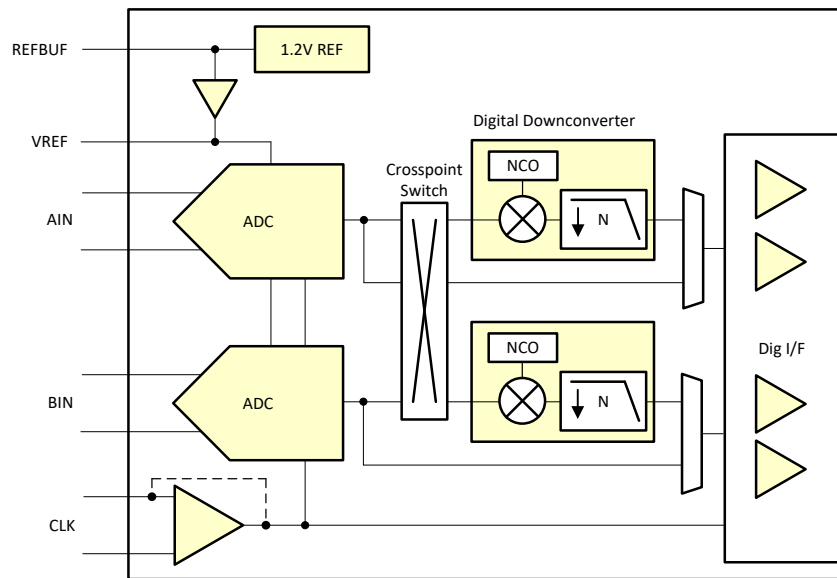 REFBUF
1.2V REF
VREF
Digital Downconverter
Crosspoint
Switch
NCO
AIN
ADC
N
NCO
Dig I/F
BIN
ADC
N
CLK